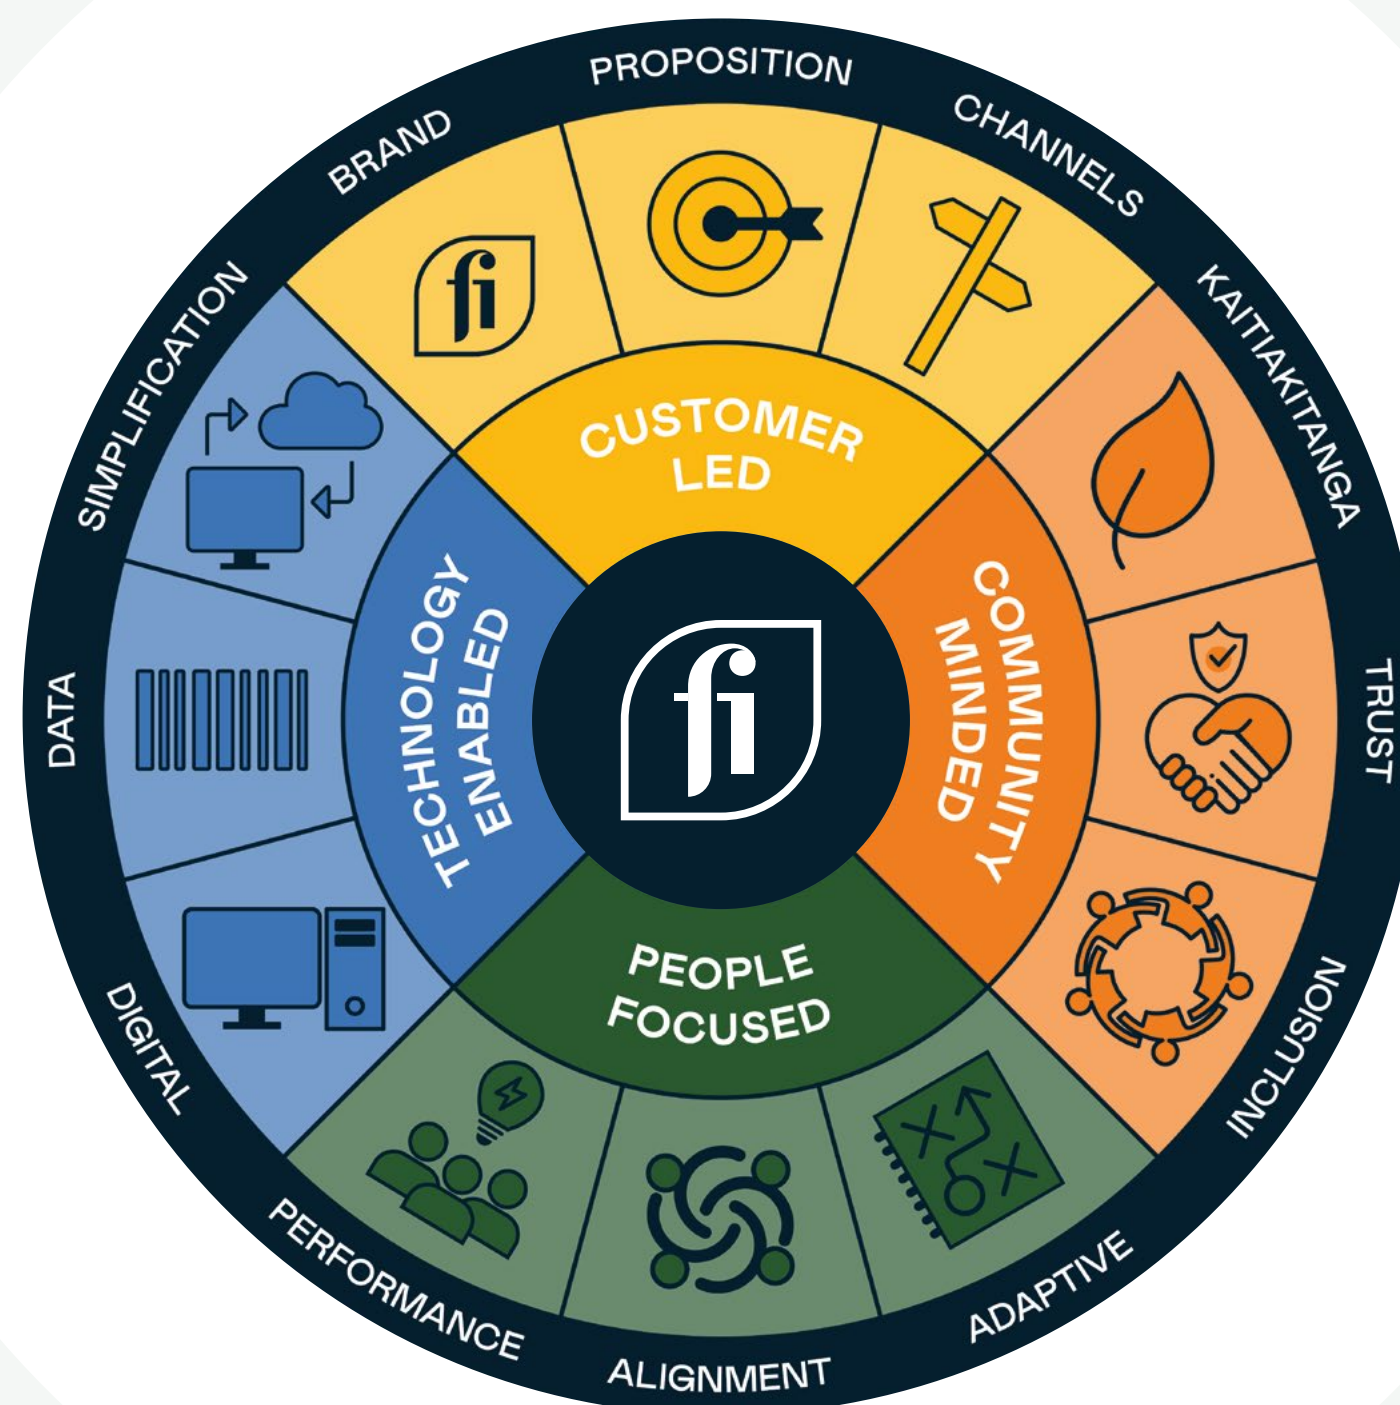 PROPOSITION
CHANNELS
KAITIAKITANGA
TRUST
INCLUSION
ADAPTIVE
ALIGNMENT
PERFORMANCE
DIGITAL
DATA
SIMPLIFICATION
BRAND
fi
CUSTOMER
LED
COMMUNITY
MINDED
PEOPLE
FOCUSED
TECHNOLOGY
ENABLED
fi